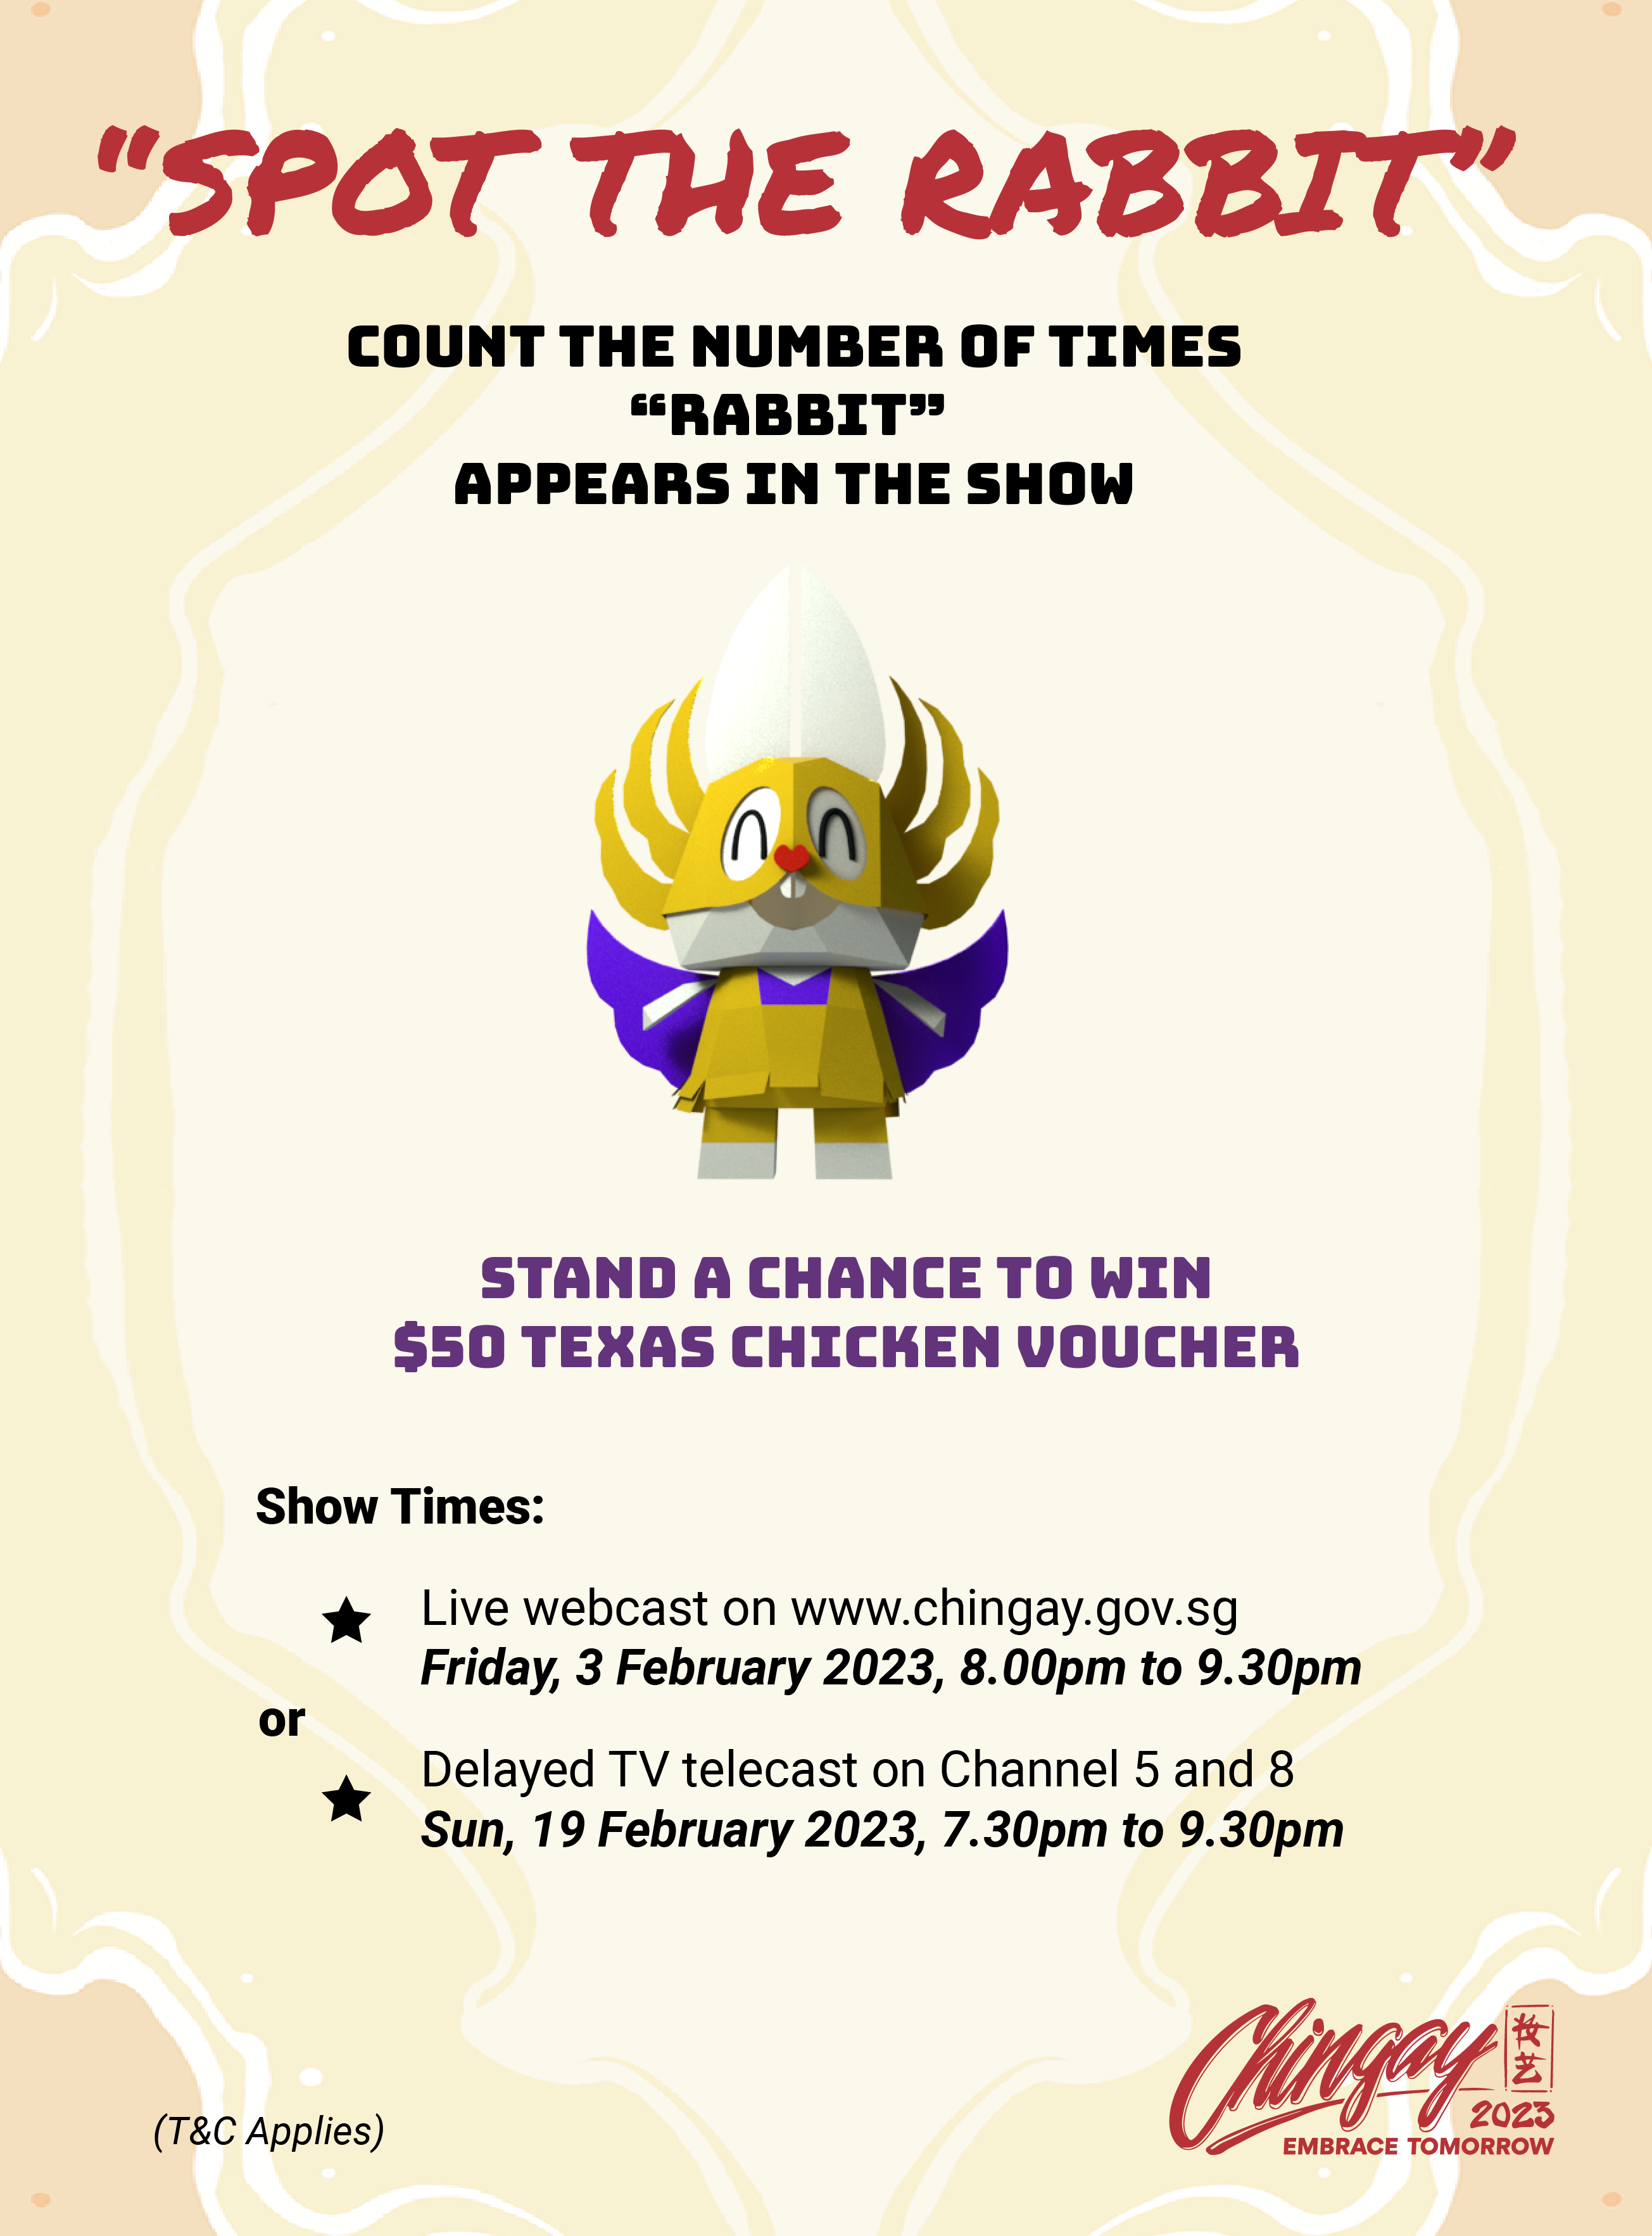 “SPOT THE RABBIT”
COUNT THE NUMBER OF TIMES
“RABBIT”
APPEARS IN THE SHOW
STAND A CHANCE TO WIN
$50 TEXAS CHICKEN VOUCHER
Show Times:
★ Live webcast on www.chingay.gov.sg
Friday, 3 February 2023, 8.00pm to 9.30pm
or
★ Delayed TV telecast on Channel 5 and 8
Sun, 19 February 2023, 7.30pm to 9.30pm
(T&C Applies)
Chingay
妆艺
2023
EMBRACE TOMORROW